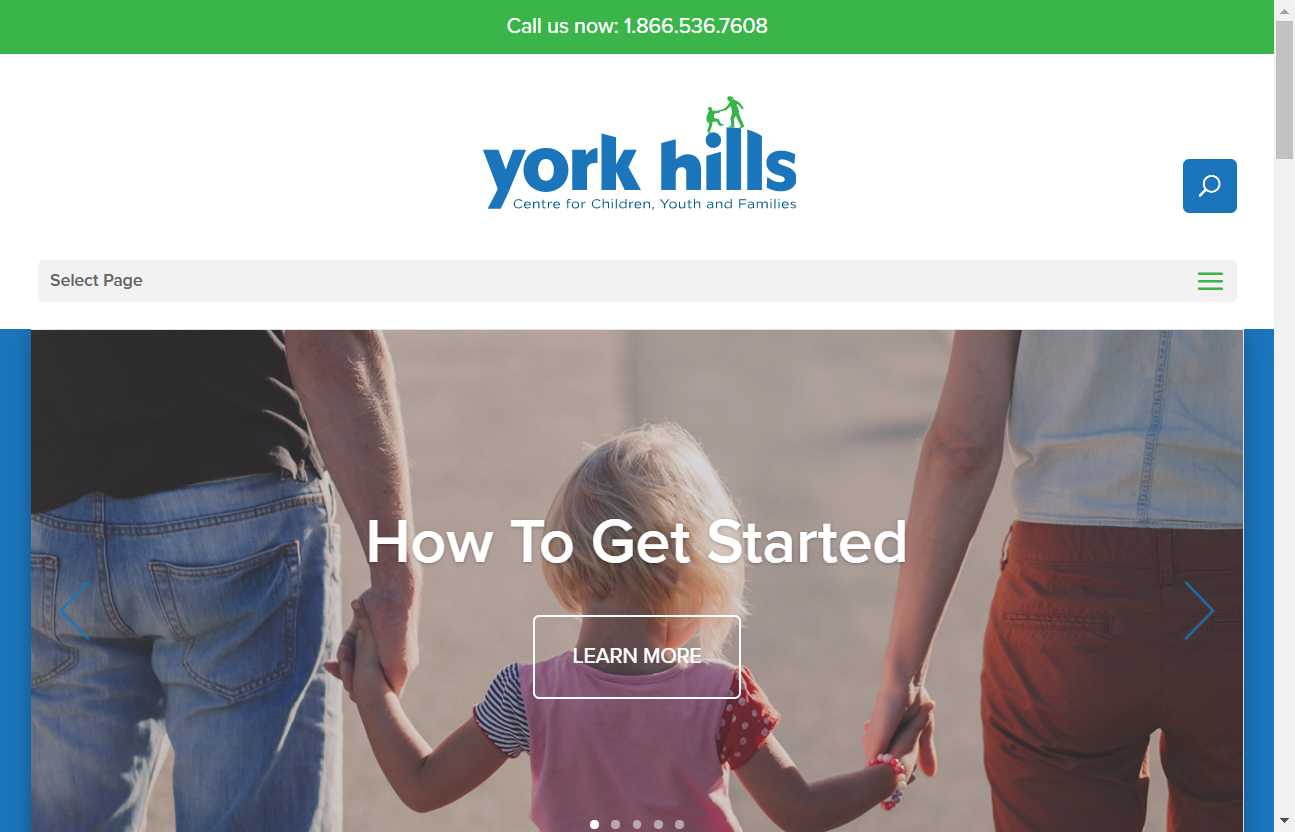 Call us now: 1.866.536.7608
york hills
Centre for Children, Youth and Families
Select Page
How To Get Started
LEARN MORE